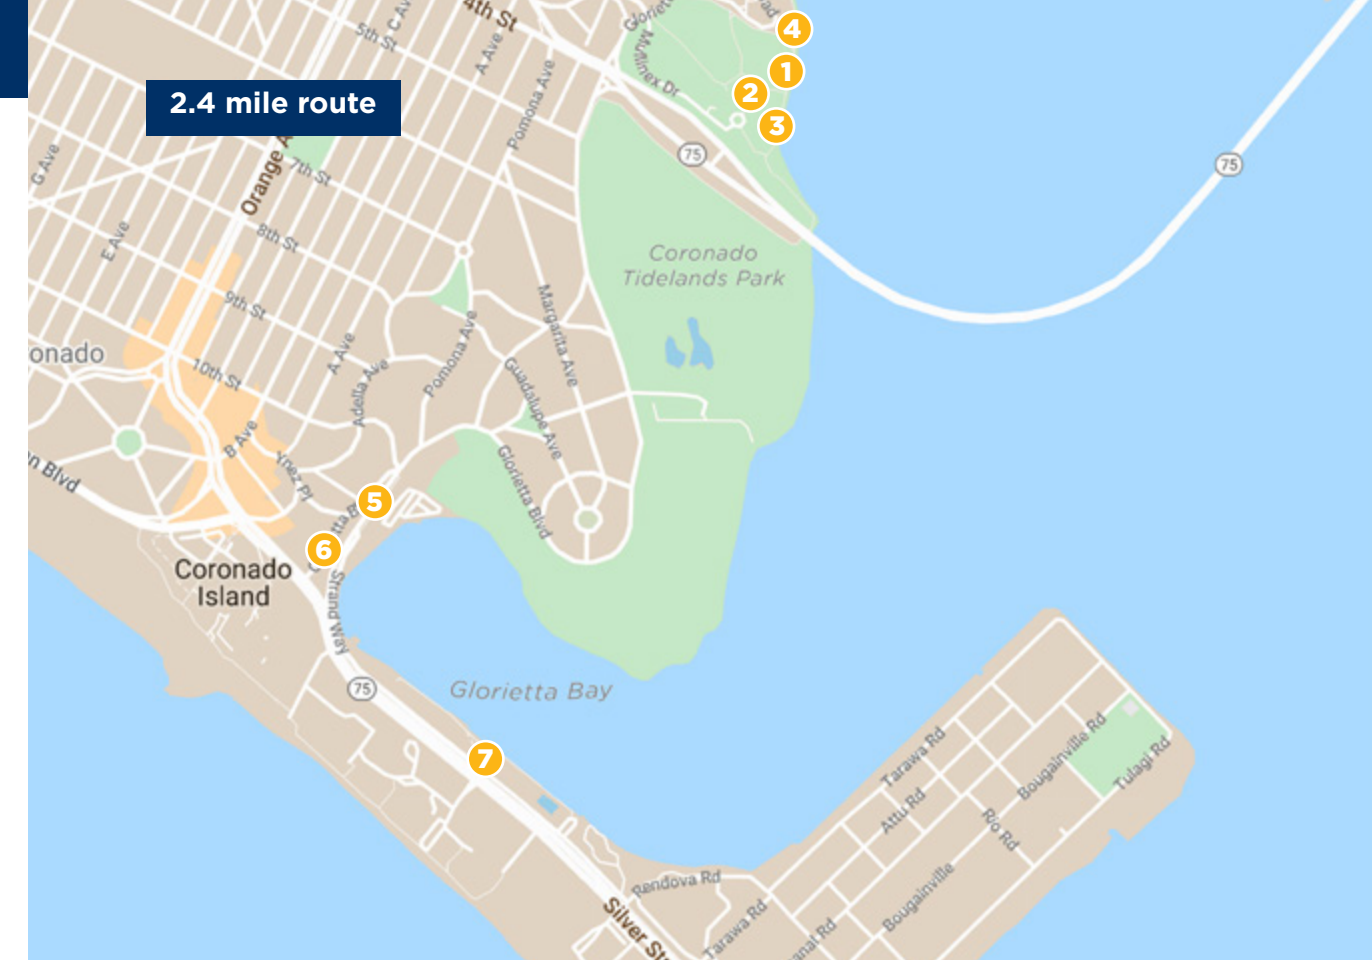 4th St
C Av
5th St
A Ave
Pomona Ave
Mullinex Dr
4
1
2
3
2.4 mile route
75
75
G Ave
Orange A
7th St
8th St
E Ave
Coronado
Tidelands Park
9th St
Margarita Ave
onado
A Ave
10th St
Adella Ave
Pomona Ave
Guadalupe Ave
B Ave
Ynez Pl
n Blvd
Glorietta Blvd
5
6
Coronado
Island
Strand Way
75
Glorietta Bay
7
Tarawa Rd
Bougainville Rd
Tulagi Rd
Attu Rd
Rio Rd
Rendova Rd
Bougainville
Silver St
Tarawa Rd
anal Rd